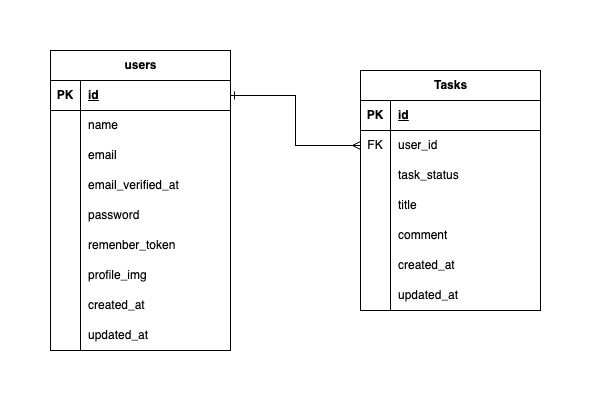 users
PK id
name
email
email_verified_at
password
remenber_token
profile_img
created_at
updated_at
Tasks
PK id
FK user_id
task_status
title
comment
created_at
updated_at